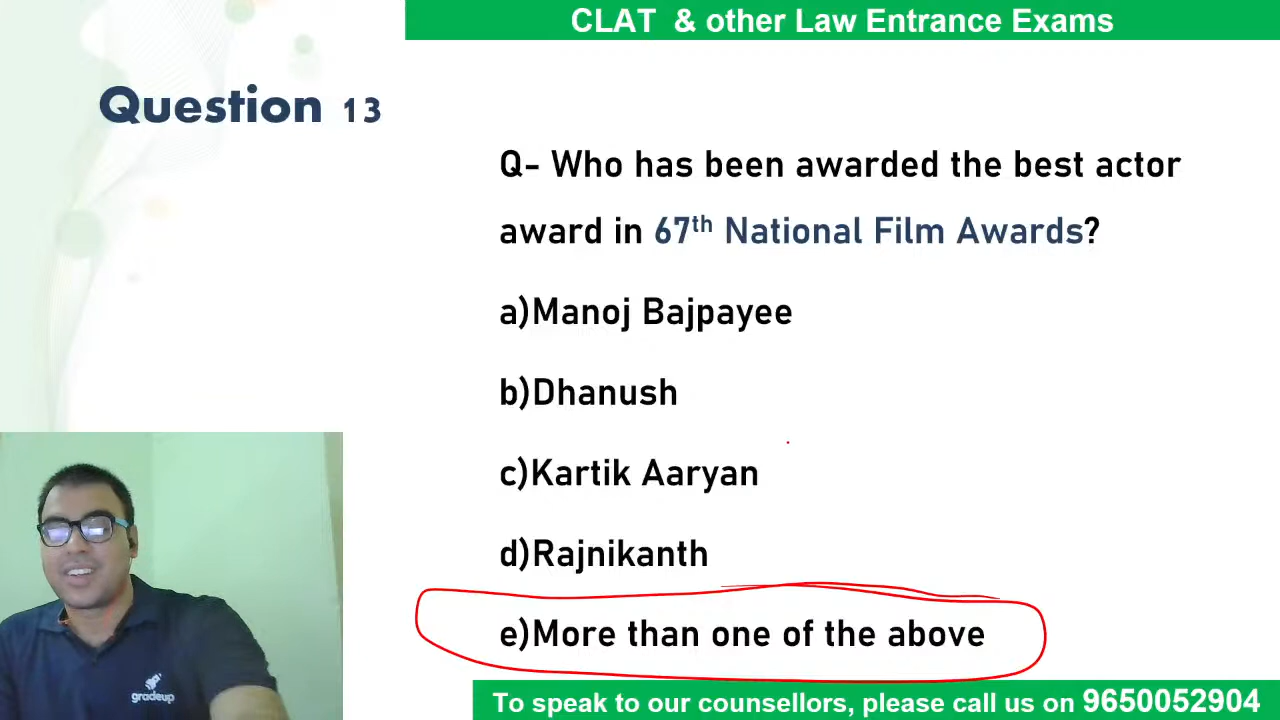 CLAT & other Law Entrance Exams
Question 13
Q- Who has been awarded the best actor
award in 67th National Film Awards?
a)Manoj Bajpayee
b)Dhanush
c)Kartik Aaryan
d)Rajnikanth
e)More than one of the above
gradeup
To speak to our counsellors, please call us on 9650052904